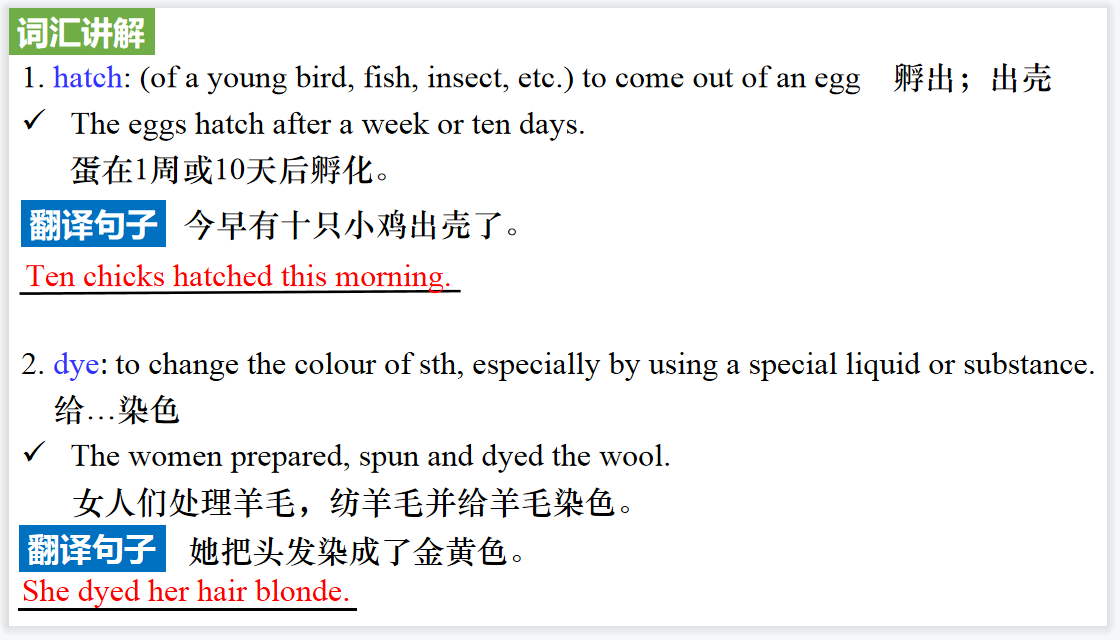 词汇讲解
1. hatch: (of a young bird, fish, insect, etc.) to come out of an egg 孵出；出壳
✓ The eggs hatch after a week or ten days.
蛋在1周或10天后孵化。
翻译句子 今早有十只小鸡出壳了。
Ten chicks hatched this morning.
2. dye: to change the colour of sth, especially by using a special liquid or substance.
给…染色
✓ The women prepared, spun and dyed the wool.
女人们处理羊毛，纺羊毛并给羊毛染色。
翻译句子 她把头发染成了金黄色。
She dyed her hair blonde.